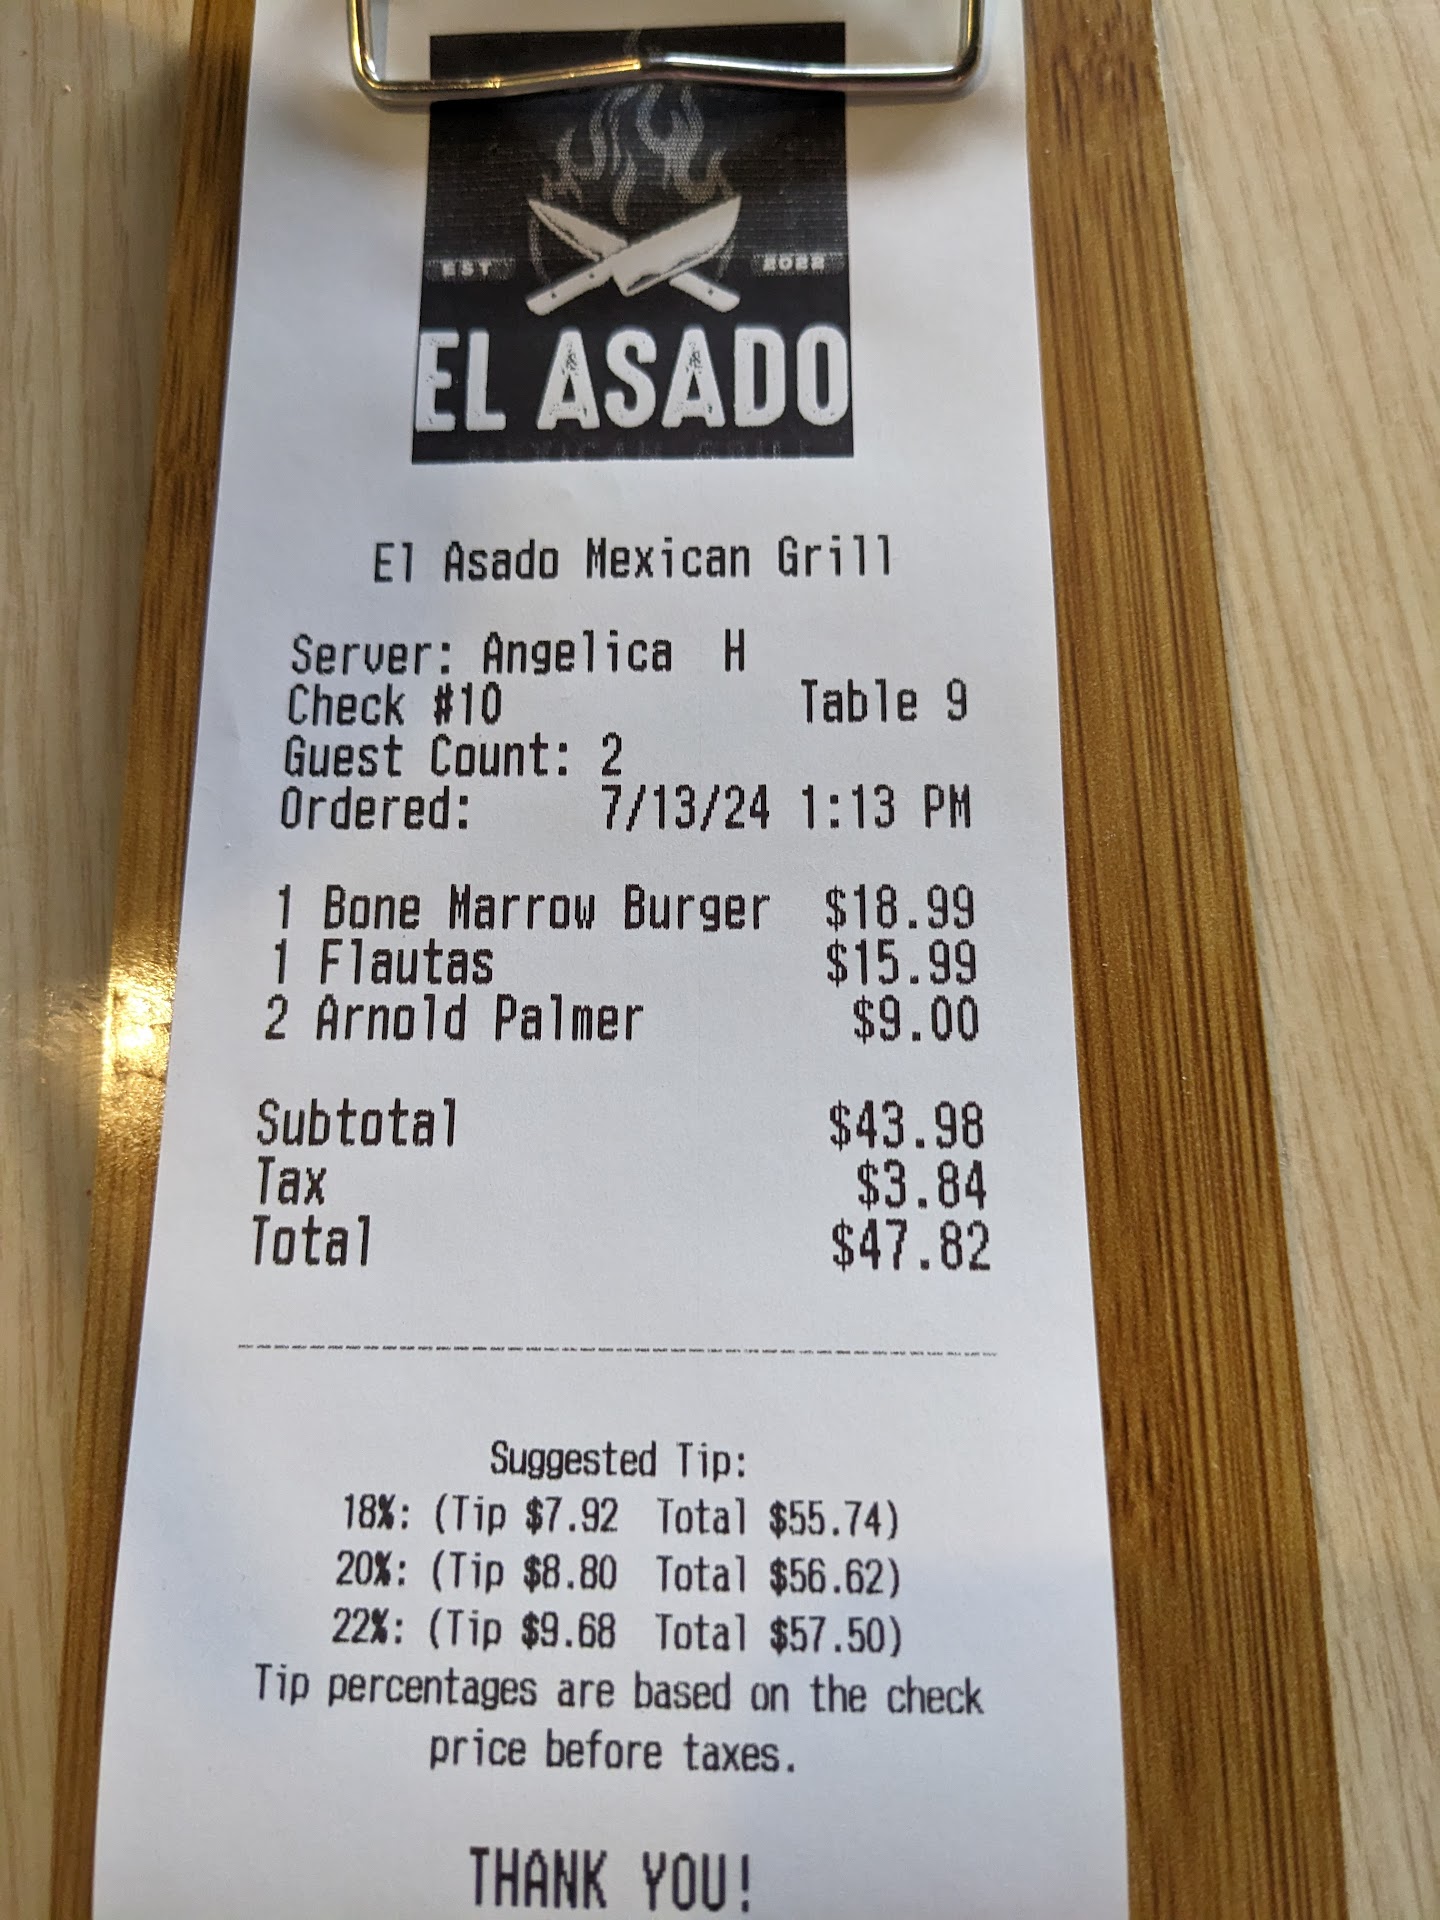 EST 2022
EL ASADO
MEXICAN GRILL
El Asado Mexican Grill
Server: Angelica H
Check #10 Table 9
Guest Count: 2
Ordered: 7/13/24 1:13 PM
1 Bone Marrow Burger $18.99
1 Flautas $15.99
2 Arnold Palmer $9.00
Subtotal $43.98
Tax $3.84
Total $47.82
Suggested Tip:
18%: (Tip $7.92 Total $55.74)
20%: (Tip $8.80 Total $56.62)
22%: (Tip $9.68 Total $57.50)
Tip percentages are based on the check
price before taxes.
THANK YOU!